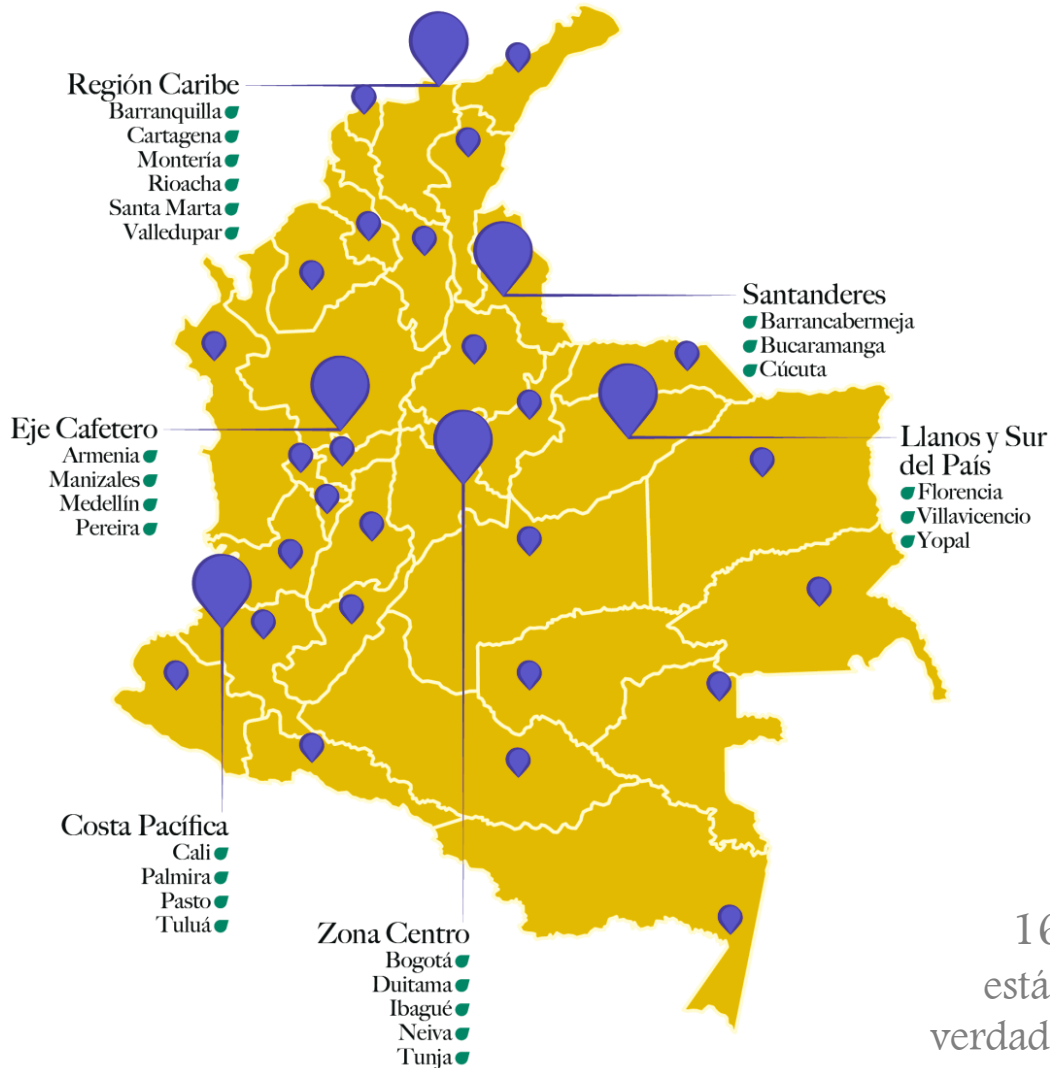 Región Caribe
Barranquilla
Cartagena
Montería
Rioacha
Santa Marta
Valledupar
Santanderes
Barrancabermeja
Bucaramanga
Cúcuta
Eje Cafetero
Armenia
Manizales
Medellín
Pereira
Llanos y Sur
del País
Florencia
Villavicencio
Yopal
Costa Pacífica
Cali
Palmira
Pasto
Tuluá
Zona Centro
Bogotá
Duitama
Ibagué
Neiva
Tunja
16
está
verdad